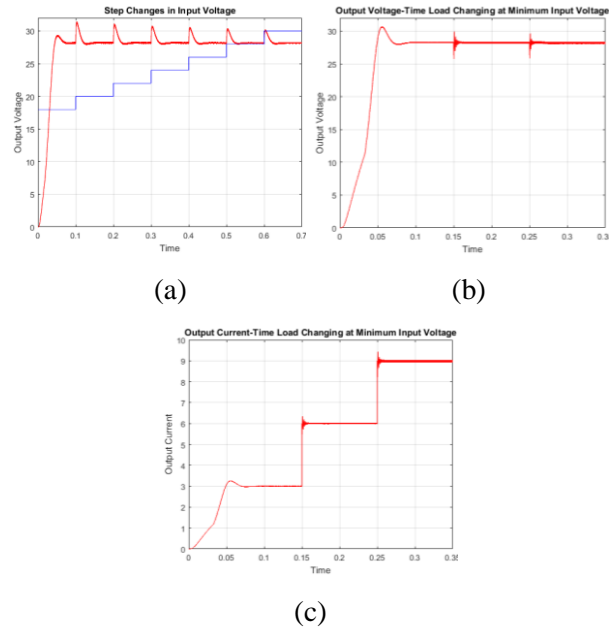 Step Changes in Input Voltage
Output Voltage
30
25
20
15
10
5
0
0 0.1 0.2 0.3 0.4 0.5 0.6 0.7
Time
(a)
Output Voltage-Time Load Changing at Minimum Input Voltage
Output Voltage
30
25
20
15
10
5
0
0 0.05 0.1 0.15 0.2 0.25 0.3 0.35
Time
(b)
Output Current-Time Load Changing at Minimum Input Voltage
Output Current
10
9
8
7
6
5
4
3
2
1
0
0 0.05 0.1 0.15 0.2 0.25 0.3 0.35
Time
(c)